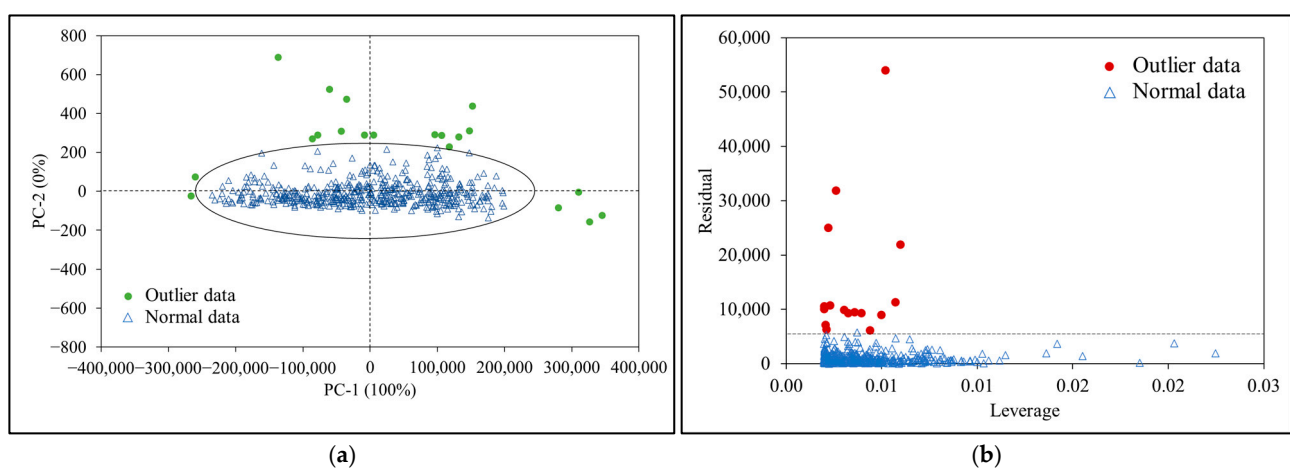 800
600
400
200
0
−200
−400
−600
−800
PC-2 (0%)
Outlier data
Normal data
−400,000 −300,000 −200,000 −100,000 0 100,000 200,000 300,000 400,000
PC-1 (100%)
(a)
60,000
50,000
40,000
30,000
20,000
10,000
0
Residual
Outlier data
Normal data
0.00 0.01 0.01 0.02 0.02 0.03
Leverage
(b)